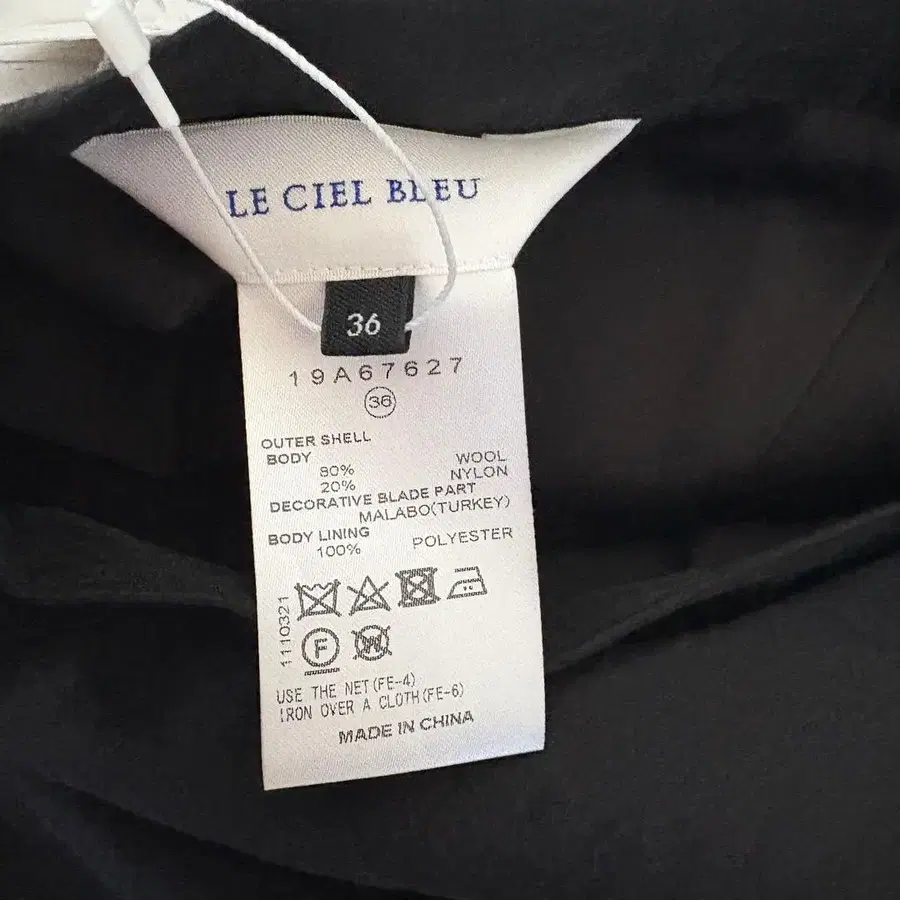 LE CIEL BLEU
36
19A67627
36
OUTER SHELL
BODY
80% WOOL
20% NYLON
DECORATIVE BLADE PART
MALABO(TURKEY)
BODY LINING
100% POLYESTER
F W
1110321
USE THE NET(FE-4)
IRON OVER A CLOTH(FE-6)
MADE IN CHINA